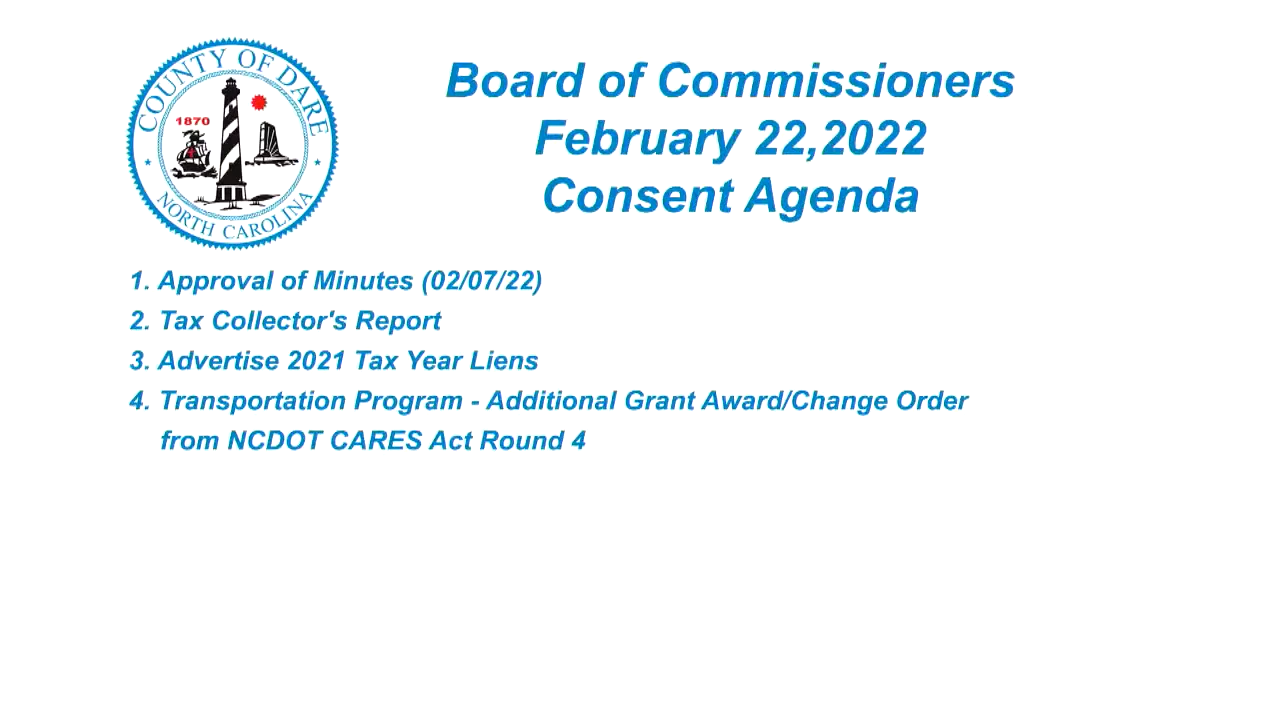 COUNTY OF DARE
1870
NORTH CAROLINA
Board of Commissioners
February 22,2022
Consent Agenda
1. Approval of Minutes (02/07/22)
2. Tax Collector's Report
3. Advertise 2021 Tax Year Liens
4. Transportation Program - Additional Grant Award/Change Order
from NCDOT CARES Act Round 4